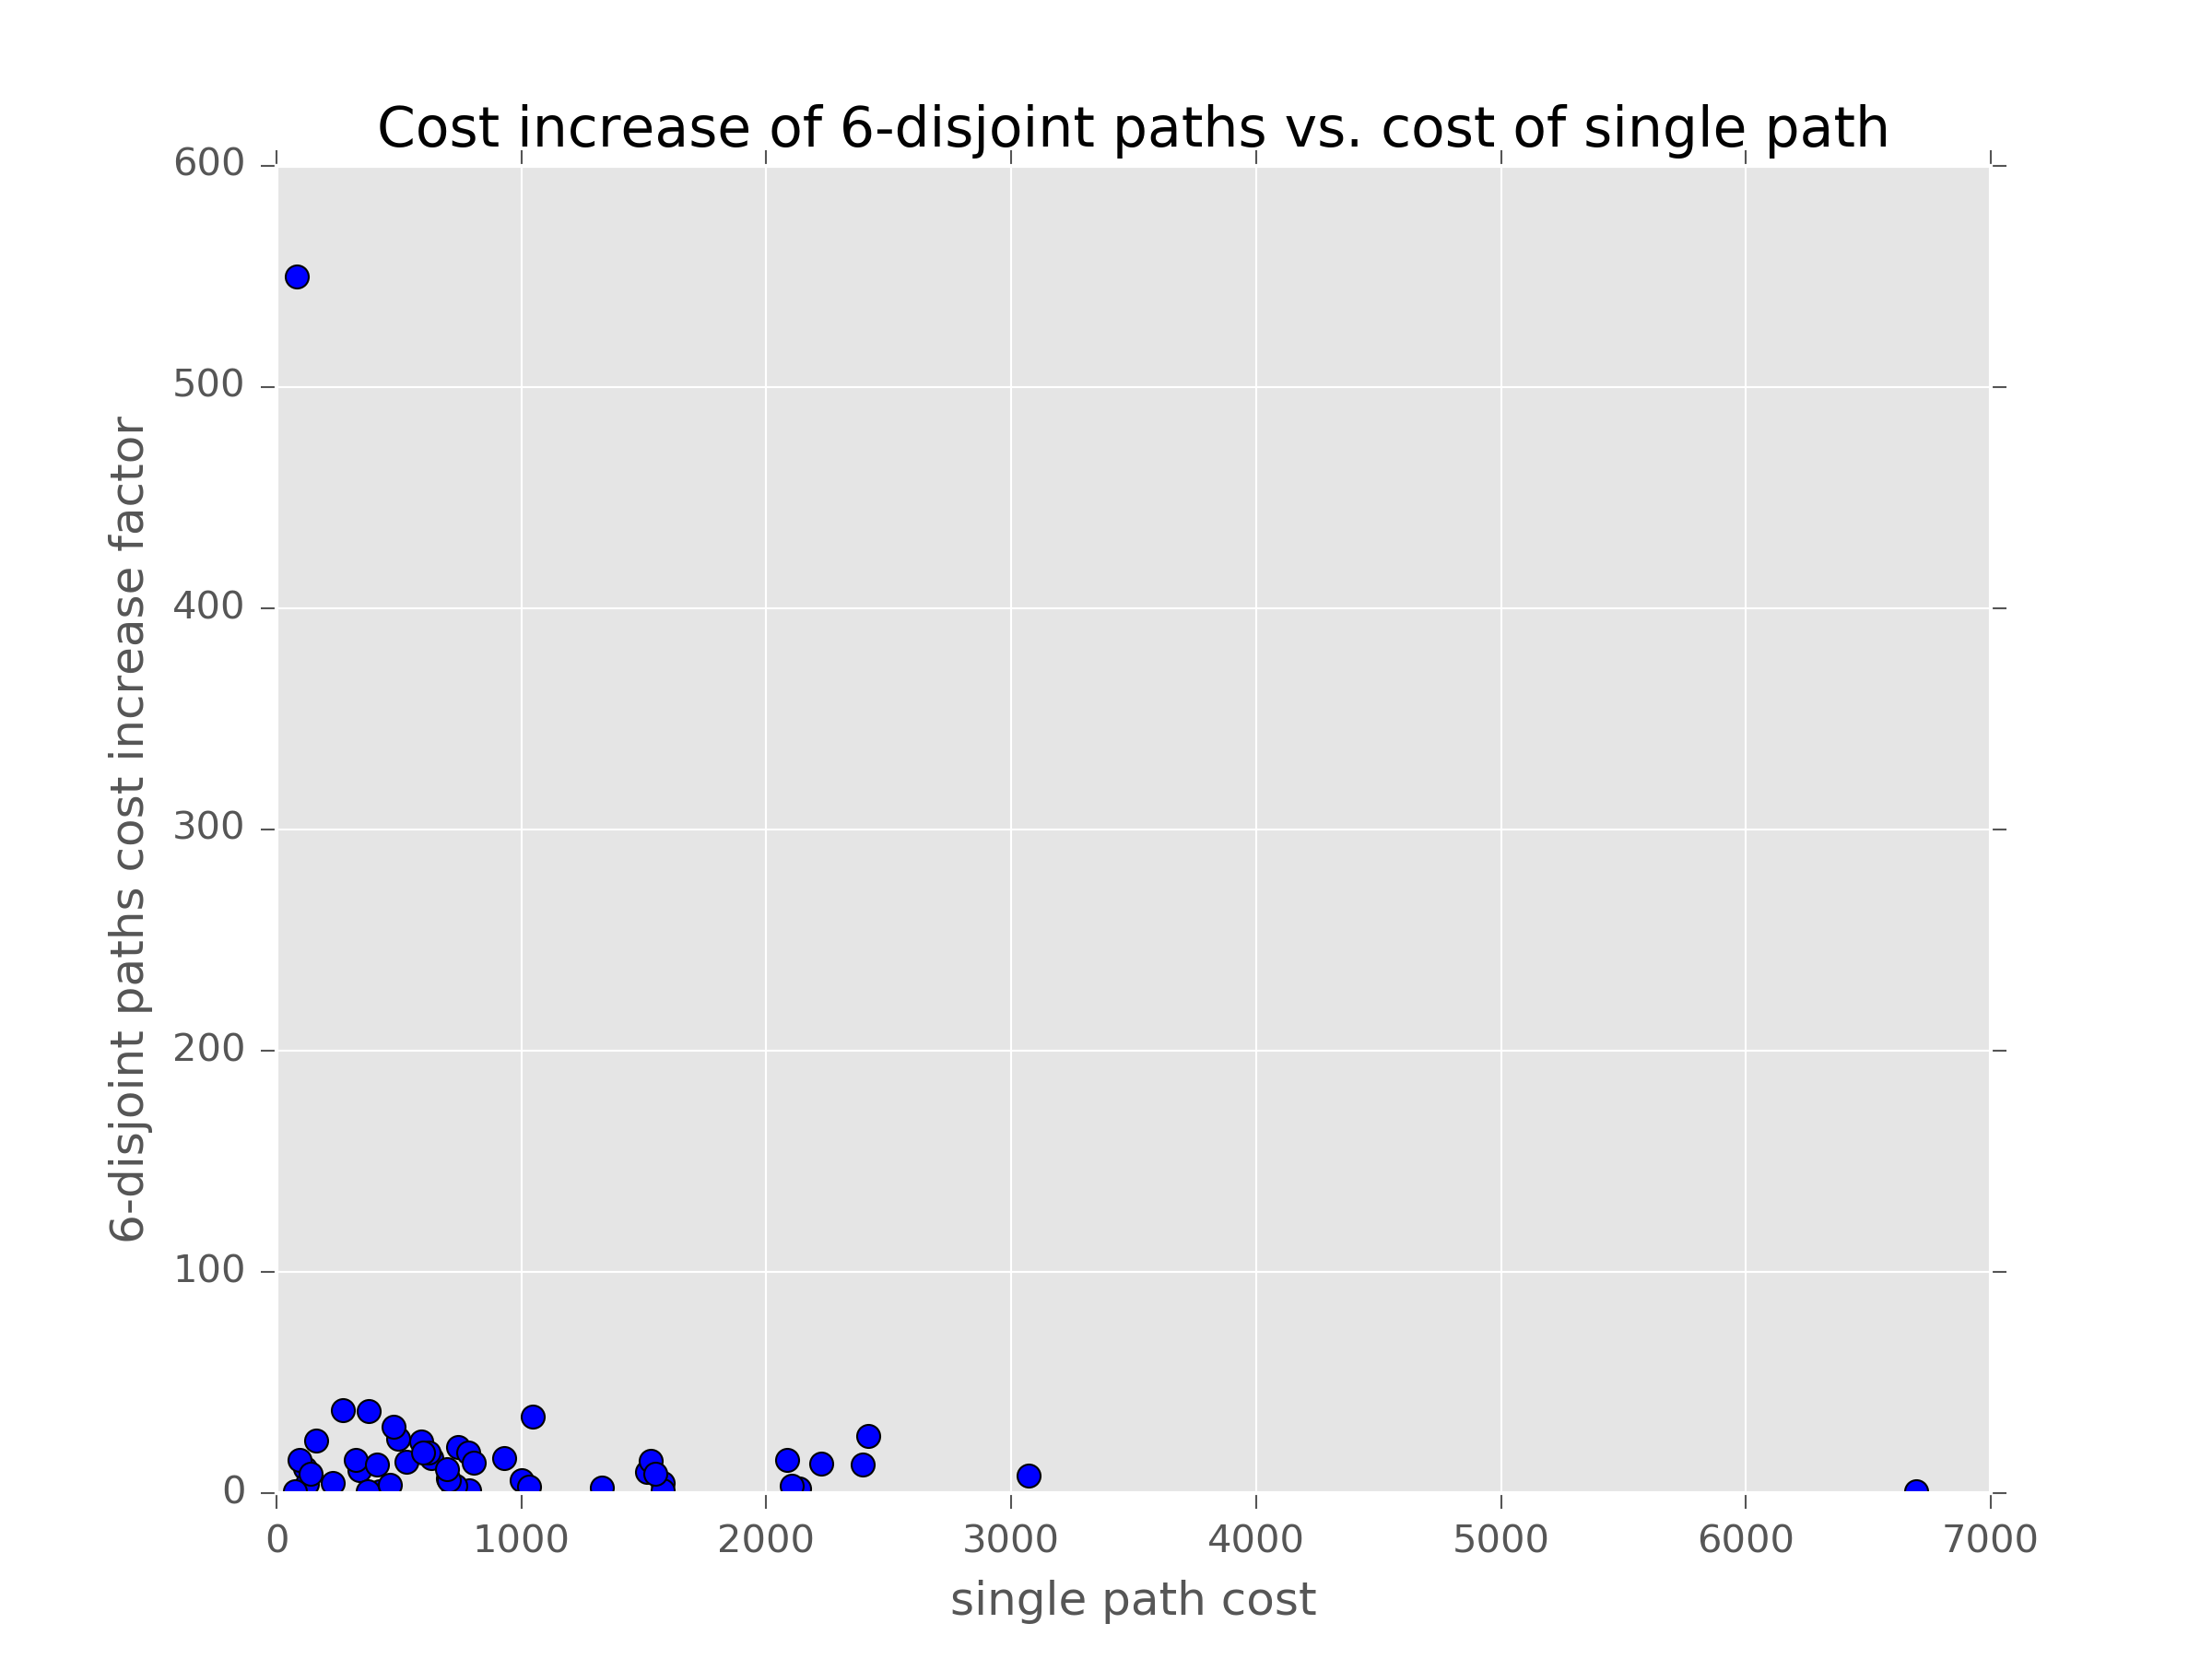 Cost increase of 6-disjoint paths vs. cost of single path
6-disjoint paths cost increase factor
600
500
400
300
200
100
0
0 1000 2000 3000 4000 5000 6000 7000
single path cost